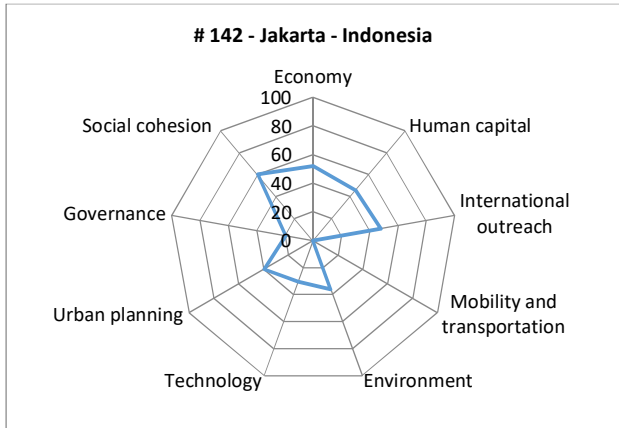 # 142 - Jakarta - Indonesia
Economy
100
80
60
40
20
0
Human capital
International
outreach
Mobility and
transportation
Environment
Technology
Urban planning
Governance
Social cohesion